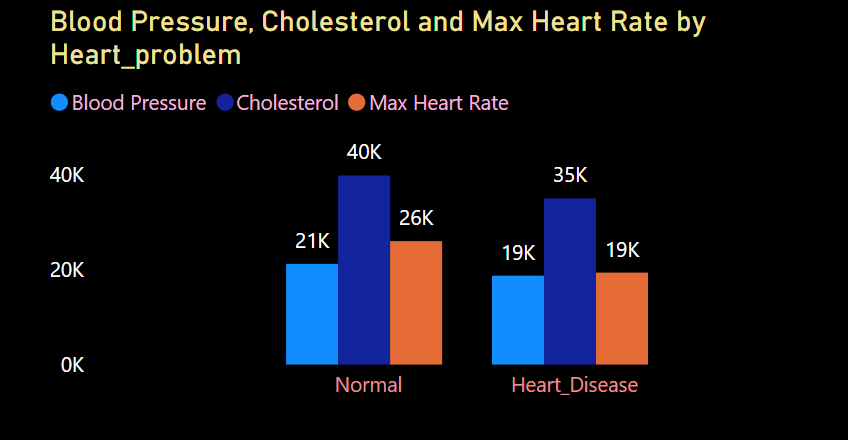 Blood Pressure, Cholesterol and Max Heart Rate by
Heart_problem
Blood Pressure Cholesterol Max Heart Rate
40K
20K
0K
21K
40K
26K
19K
35K
19K
Normal
Heart_Disease